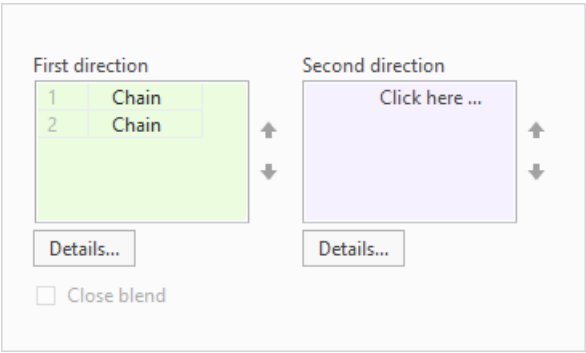 First direction
Second direction
1 Chain
2 Chain
Click here ...
Details...
Details...
Close blend